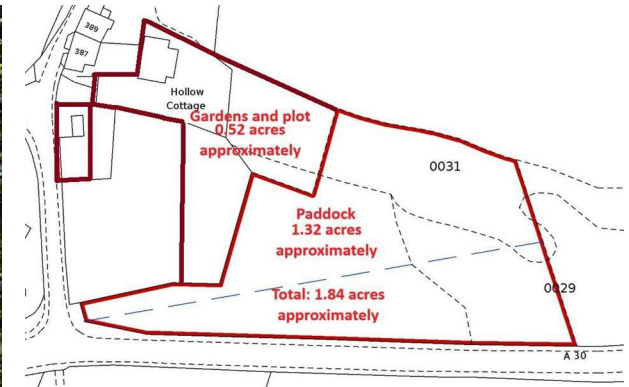 389
387
Hollow
Cottage
Gardens and plot
0.52 acres
approximately
0031
Paddock
1.32 acres
approximately
0029
Total: 1.84 acres
approximately
A 30